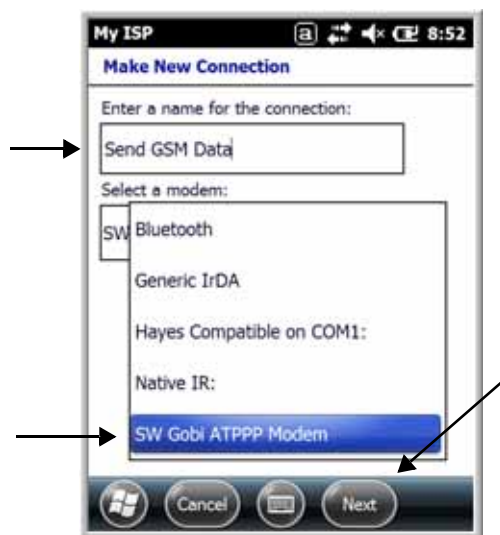 My ISP a 8:52
Make New Connection
Enter a name for the connection:
Send GSM Data
Select a modem:
SW
Bluetooth
Generic IrDA
Hayes Compatible on COM1:
Native IR:
SW Gobi ATPPP Modem
Cancel Next